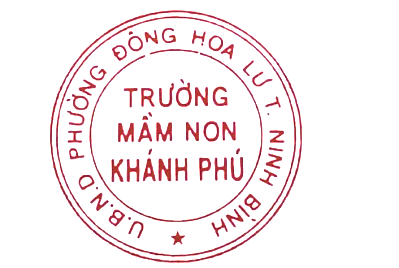 U.B.N.D PHƯỜNG ĐÔNG HOA LƯ T. NINH BÌNH
TRƯỜNG
MẦM NON
KHÁNH PHÚ